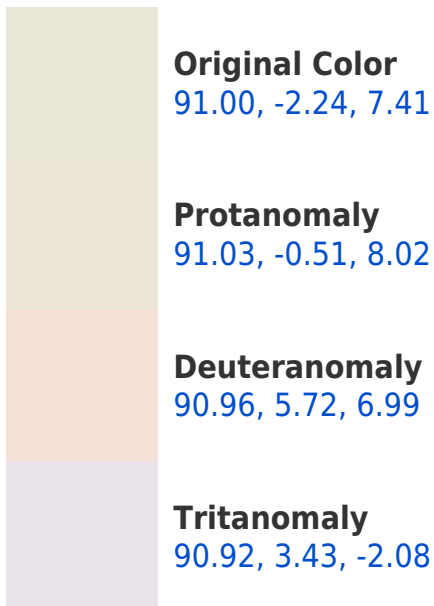 Original Color
91.00, -2.24, 7.41
Protanomaly
91.03, -0.51, 8.02
Deuteranomaly
90.96, 5.72, 6.99
Tritanomaly
90.92, 3.43, -2.08